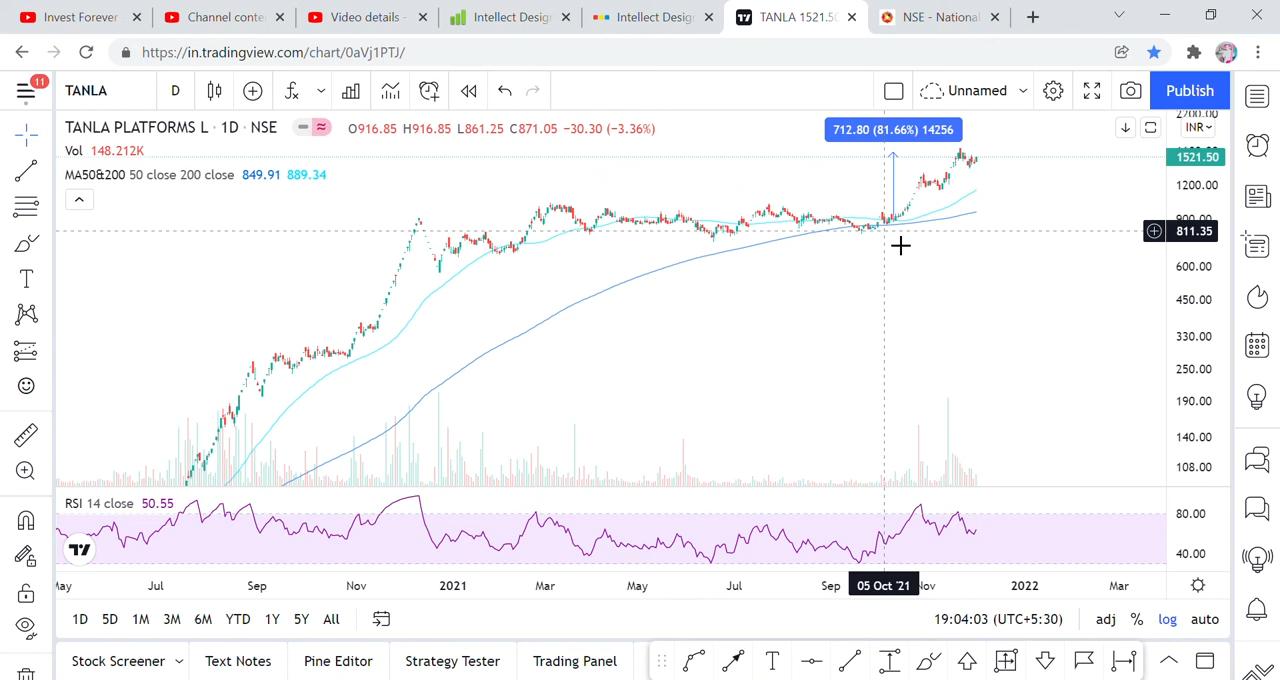 Invest Forever
Channel conte
Video details -
Intellect Desig
Intellect Desig
TANLA 1521.50
NSE - National
https://in.tradingview.com/chart/0aVj1PTJ/
11
TANLA
D
Unnamed
Publish
TANLA PLATFORMS L · 1D · NSE
O916.85 H916.85 L861.25 C871.05 -30.30 (-3.36%)
Vol 148.212K
MA50&200 50 close 200 close 849.91 889.34
712.80 (81.66%) 14256
INR
1521.50
1200.00
900.00
811.35
600.00
450.00
330.00
250.00
190.00
140.00
108.00
RSI 14 close 50.55
80.00
40.00
May Jul Sep Nov 2021 Mar May Jul Sep 05 Oct '21 Nov 2022 Mar
1D 5D 1M 3M 6M YTD 1Y 5Y All
19:04:03 (UTC+5:30)
adj % log auto
Stock Screener
Text Notes
Pine Editor
Strategy Tester
Trading Panel